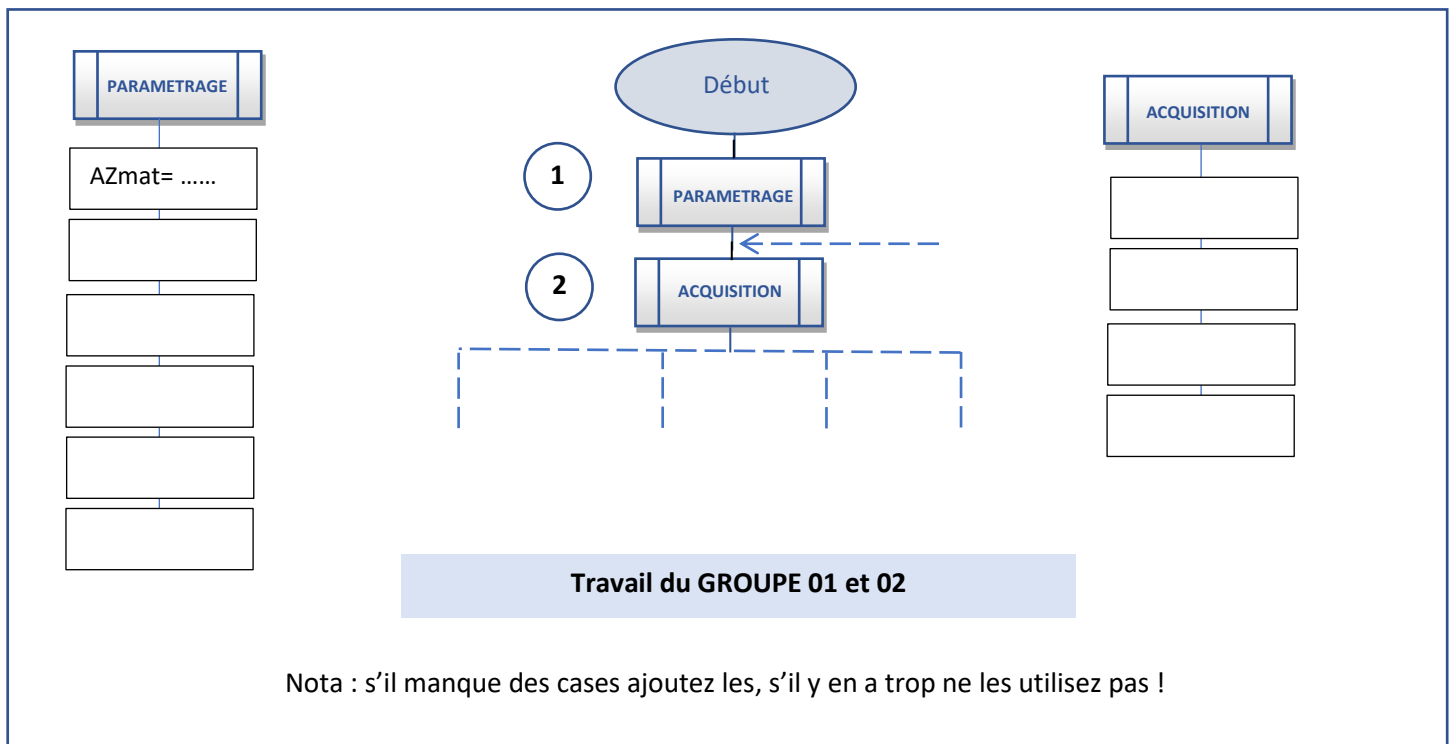 PARAMETRAGE
AZmat= ......
Début
1
PARAMETRAGE
2
ACQUISITION
ACQUISITION
Travail du GROUPE 01 et 02
Nota : s’il manque des cases ajoutez les, s’il y en a trop ne les utilisez pas !